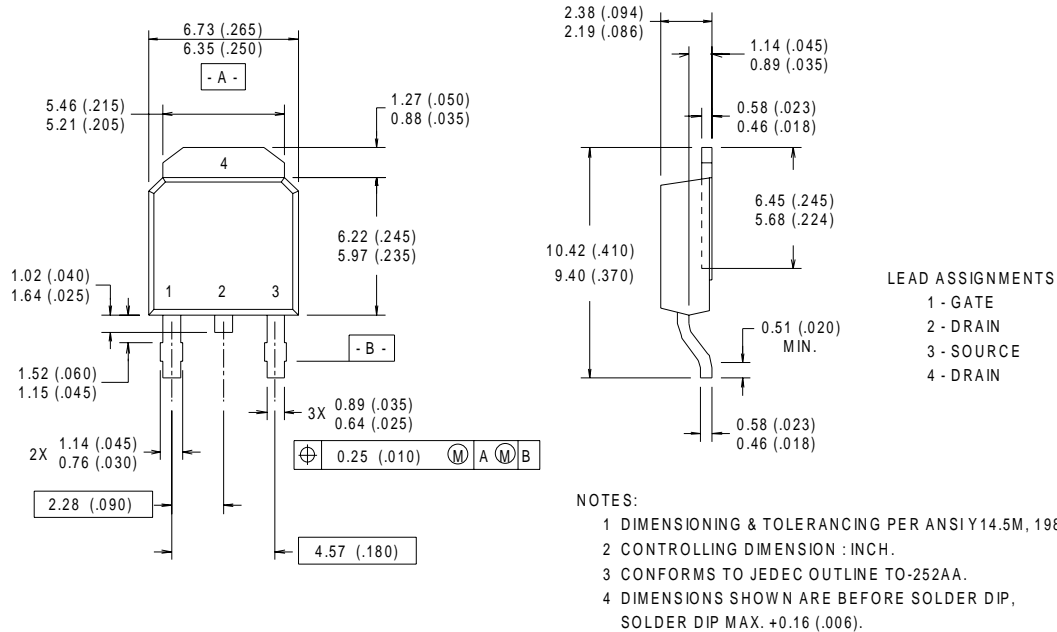 6.73 (.265)
6.35 (.250)
- A -
5.46 (.215)
5.21 (.205)
1.27 (.050)
0.88 (.035)
4
6.22 (.245)
5.97 (.235)
1.02 (.040)
1.64 (.025)
1 2 3
- B -
1.52 (.060)
1.15 (.045)
3X 0.89 (.035)
0.64 (.025)
2X 1.14 (.045)
0.76 (.030)
⌖ 0.25 (.010) Ⓜ A Ⓜ B
2.28 (.090)
4.57 (.180)
2.38 (.094)
2.19 (.086)
1.14 (.045)
0.89 (.035)
0.58 (.023)
0.46 (.018)
6.45 (.245)
5.68 (.224)
10.42 (.410)
9.40 (.370)
0.51 (.020)
MIN.
0.58 (.023)
0.46 (.018)
LEAD ASSIGNMENTS
1 - GATE
2 - DRAIN
3 - SOURCE
4 - DRAIN
NOTES:
1 DIMENSIONING & TOLERANCING PER ANSI Y14.5M, 198
2 CONTROLLING DIMENSION : INCH.
3 CONFORMS TO JEDEC OUTLINE TO-252AA.
4 DIMENSIONS SHOWN ARE BEFORE SOLDER DIP,
SOLDER DIP MAX. +0.16 (.006).